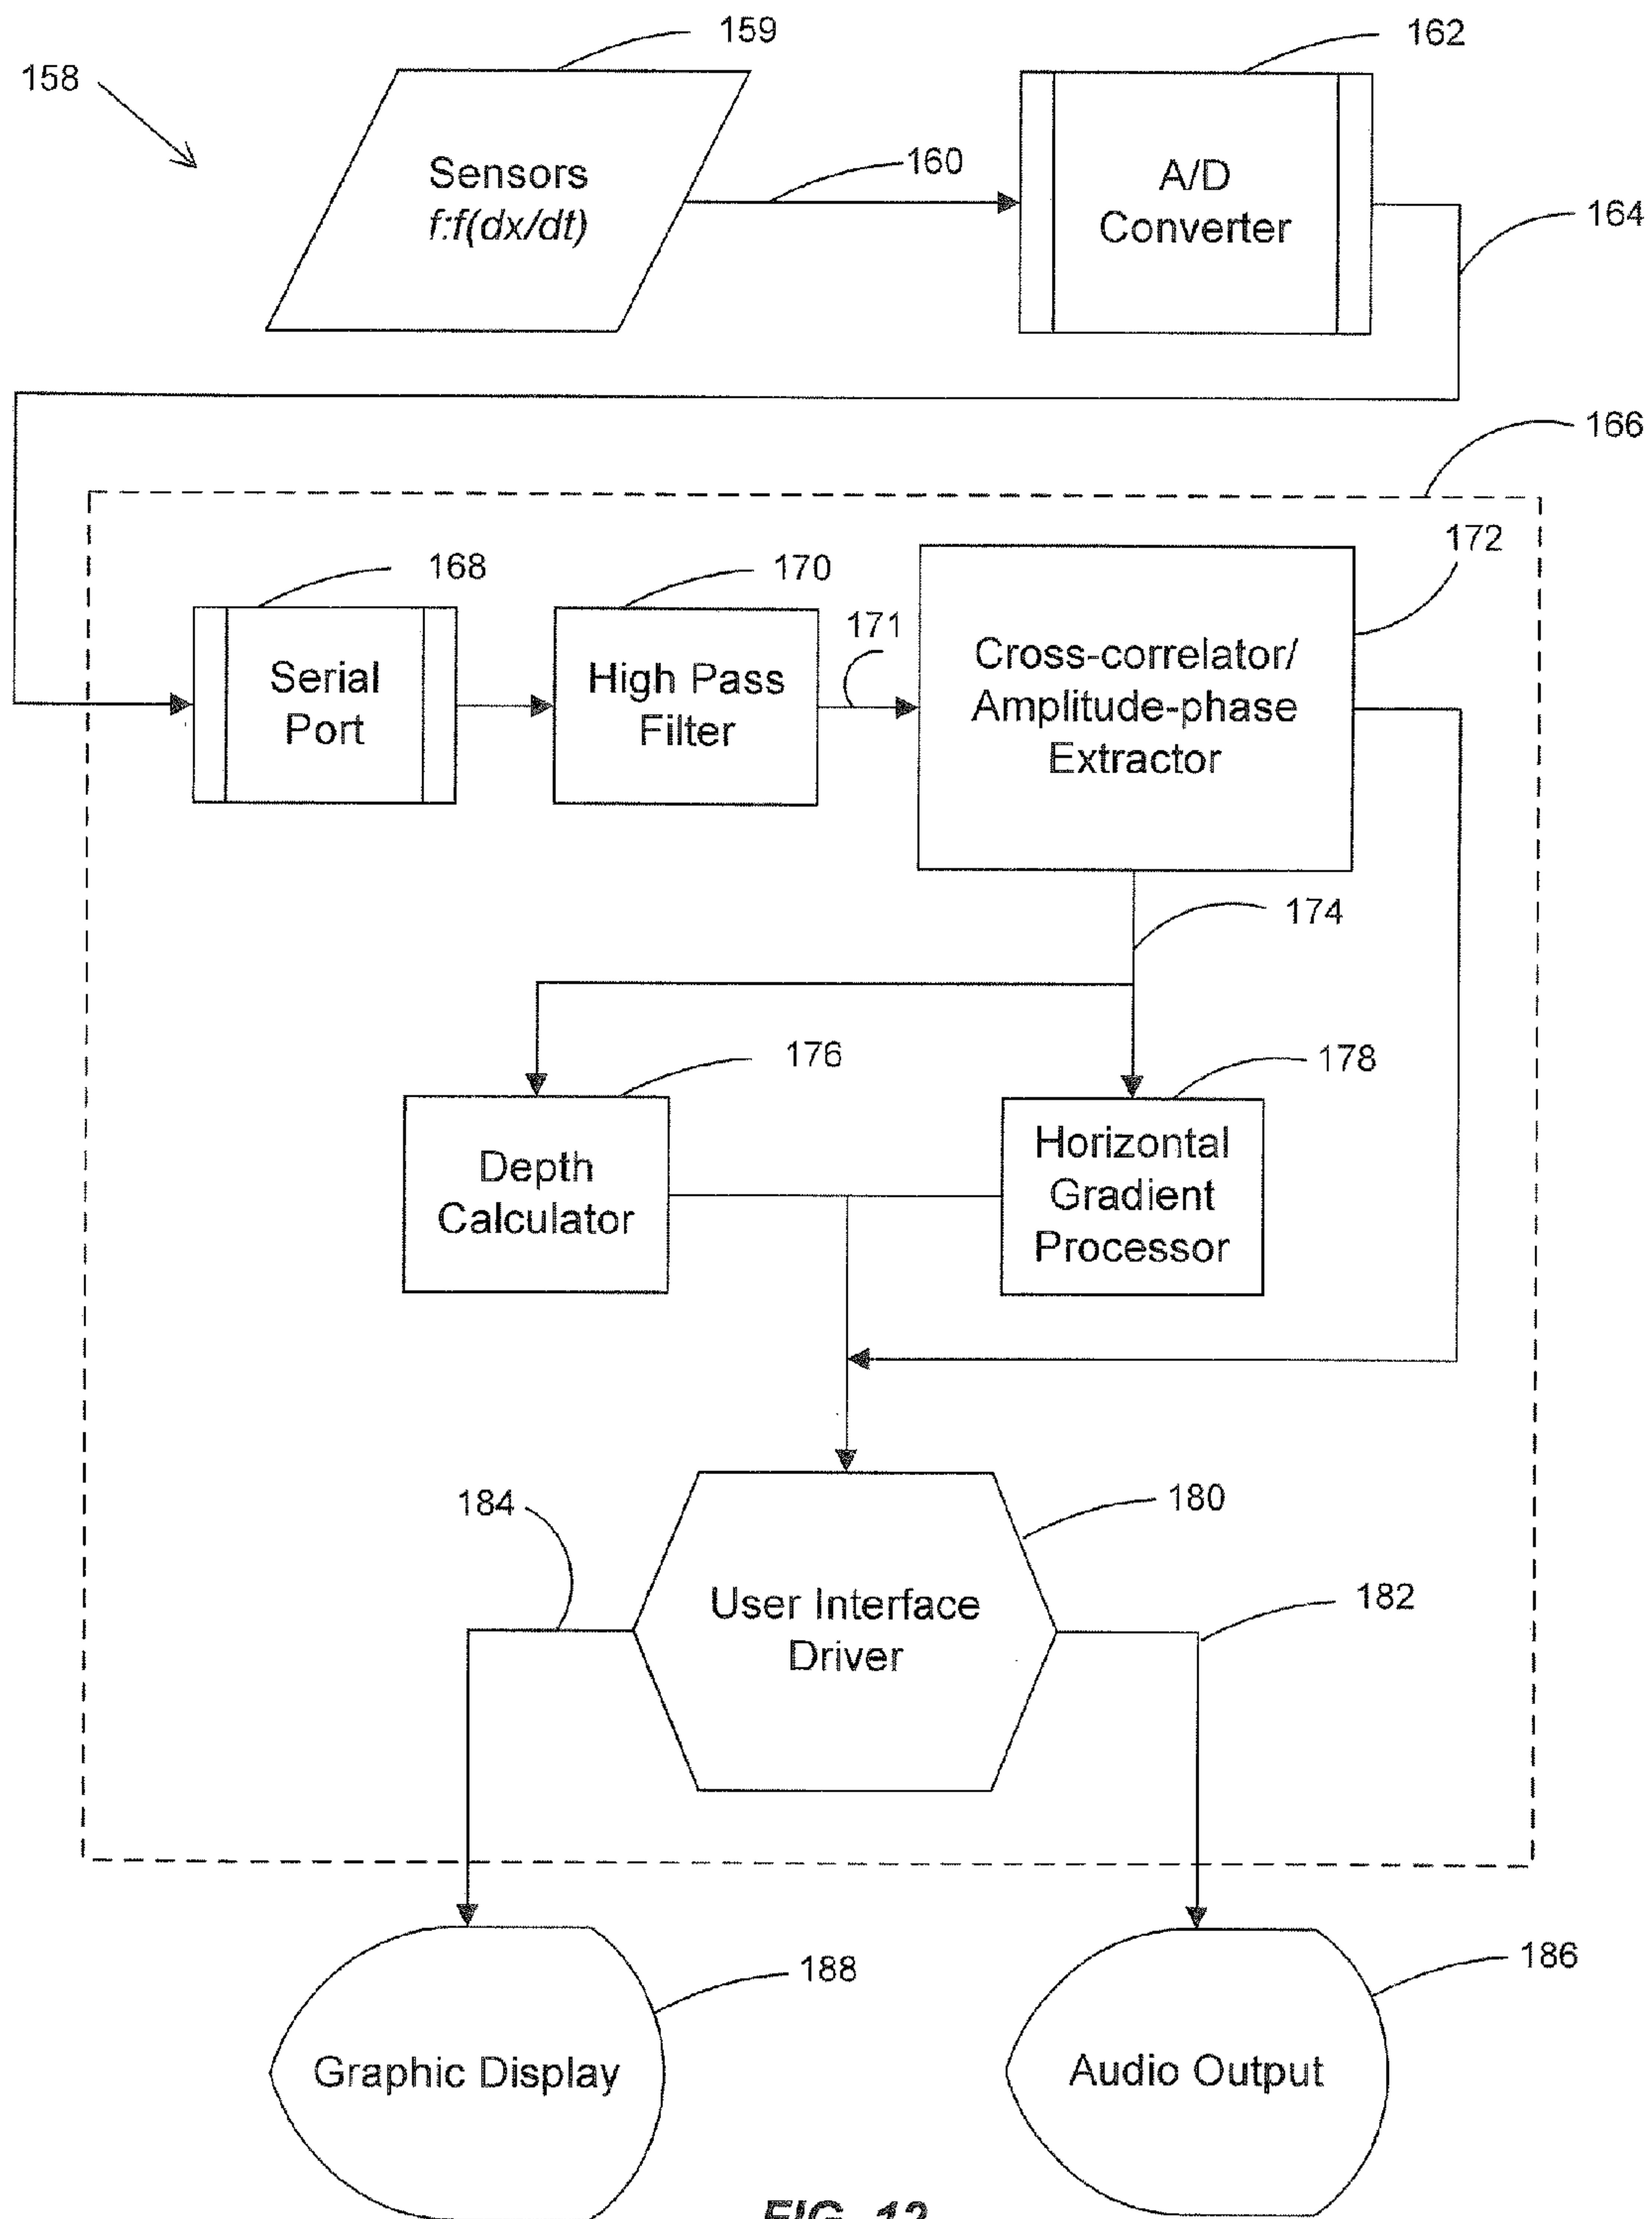 159
162
158
Sensors
f:f(dx/dt)
160
A/D
Converter
164
166
172
168
170
171
Serial
Port
High Pass
Filter
Cross-correlator/
Amplitude-phase
Extractor
174
176
178
Depth
Calculator
Horizontal
Gradient
Processor
184
180
182
User Interface
Driver
188
186
Graphic Display
Audio Output
FIG. 12